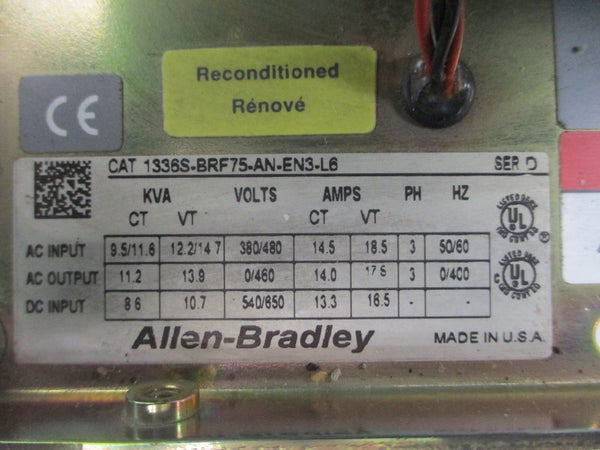 Reconditioned
Rénové
CE
CAT 1336S-BRF75-AN-EN3-L6 SER D
KVA VOLTS AMPS PH HZ
CT VT CT VT
AC INPUT 9.5/11.6 12.2/14.7 380/480 14.5 18.5 3 50/60
AC OUTPUT 11.2 13.9 0/460 14.0 3 0/400
DC INPUT 8.6 10.7 540/650 13.3 16.5 - -
UL
UL
Allen-Bradley MADE IN U.S.A.